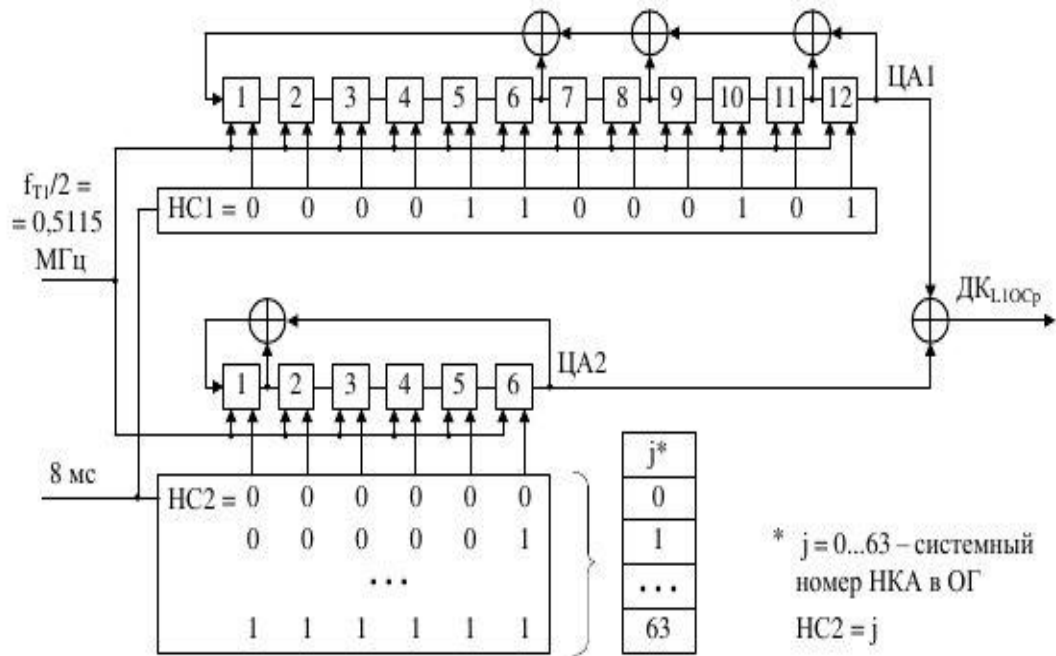 ЦА1
1 2 3 4 5 6 7 8 9 10 11 12
f_T1/2 =
= 0,5115
МГц
НС1 = 0 0 0 0 1 1 0 0 0 1 0 1
ДК_L1OCp
ЦА2
1 2 3 4 5 6
8 мс
НС2 = 0 0 0 0 0 0
0 0 0 0 0 1
• • •
1 1 1 1 1 1
j*
0
1
• • •
63
* j = 0...63 – системный
номер НКА в ОГ
НС2 = j